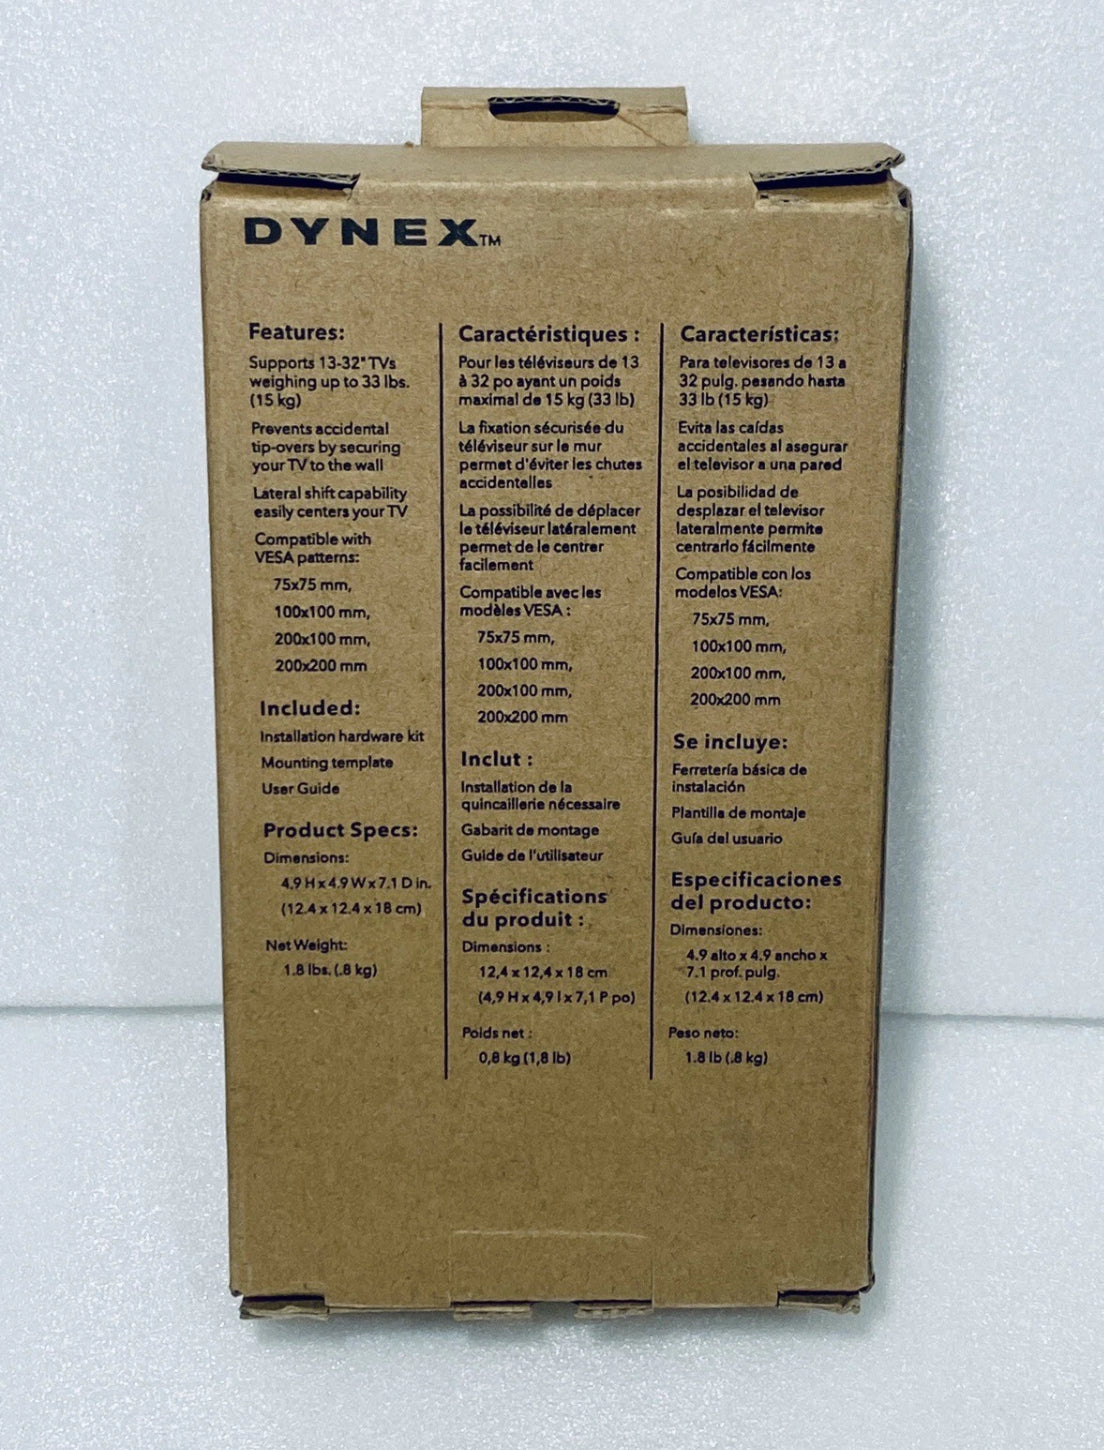 DYNEX™
Features:
Supports 13-32" TVs
weighing up to 33 lbs.
(15 kg)
Prevents accidental
tip-overs by securing
your TV to the wall
Lateral shift capability
easily centers your TV
Compatible with
VESA patterns:
75x75 mm,
100x100 mm,
200x100 mm,
200x200 mm
Included:
Installation hardware kit
Mounting template
User Guide
Product Specs:
Dimensions:
4.9 H x 4.9 W x 7.1 D in.
(12.4 x 12.4 x 18 cm)
Net Weight:
1.8 lbs. (.8 kg)
Caractéristiques :
Pour les téléviseurs de 13
à 32 po ayant un poids
maximal de 15 kg (33 lb)
La fixation sécurisée du
téléviseur sur le mur
permet d'éviter les chutes
accidentelles
La possibilité de déplacer
le téléviseur latéralement
permet de le centrer
facilement
Compatible avec les
modèles VESA :
75x75 mm,
100x100 mm,
200x100 mm,
200x200 mm
Inclut :
Installation de la
quincaillerie nécessaire
Gabarit de montage
Guide de l'utilisateur
Spécifications
du produit :
Dimensions :
12,4 x 12,4 x 18 cm
(4,9 H x 4,9 l x 7,1 P po)
Poids net :
0,8 kg (1,8 lb)
Características:
Para televisores de 13 a
32 pulg. pesando hasta
33 lb (15 kg)
Evita las caídas
accidentales al asegurar
el televisor a una pared
La posibilidad de
desplazar el televisor
lateralmente permite
centrarlo fácilmente
Compatible con los
modelos VESA:
75x75 mm,
100x100 mm,
200x100 mm,
200x200 mm
Se incluye:
Ferretería básica de
instalación
Plantilla de montaje
Guía del usuario
Especificaciones
del producto:
Dimensiones:
4.9 alto x 4.9 ancho x
7.1 prof. pulg.
(12.4 x 12.4 x 18 cm)
Peso neto:
1.8 lb (.8 kg)